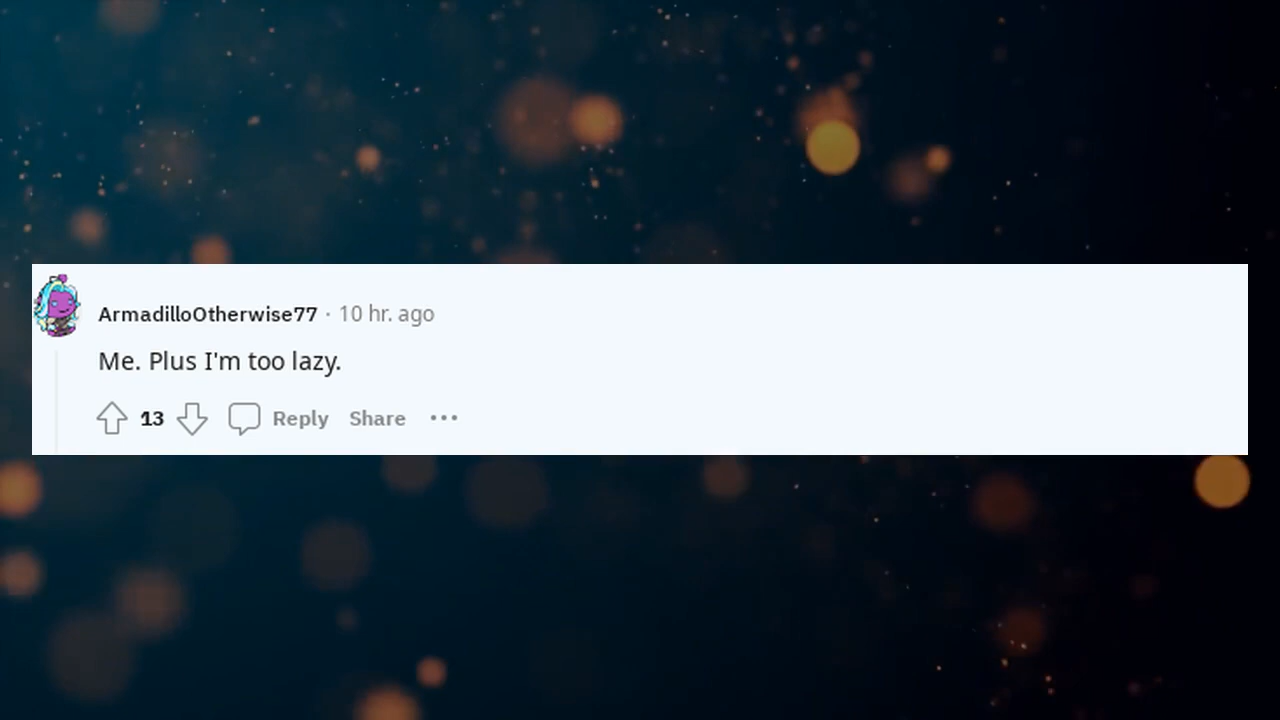 ArmadilloOtherwise77 · 10 hr. ago
Me. Plus I'm too lazy.
13 Reply Share ···